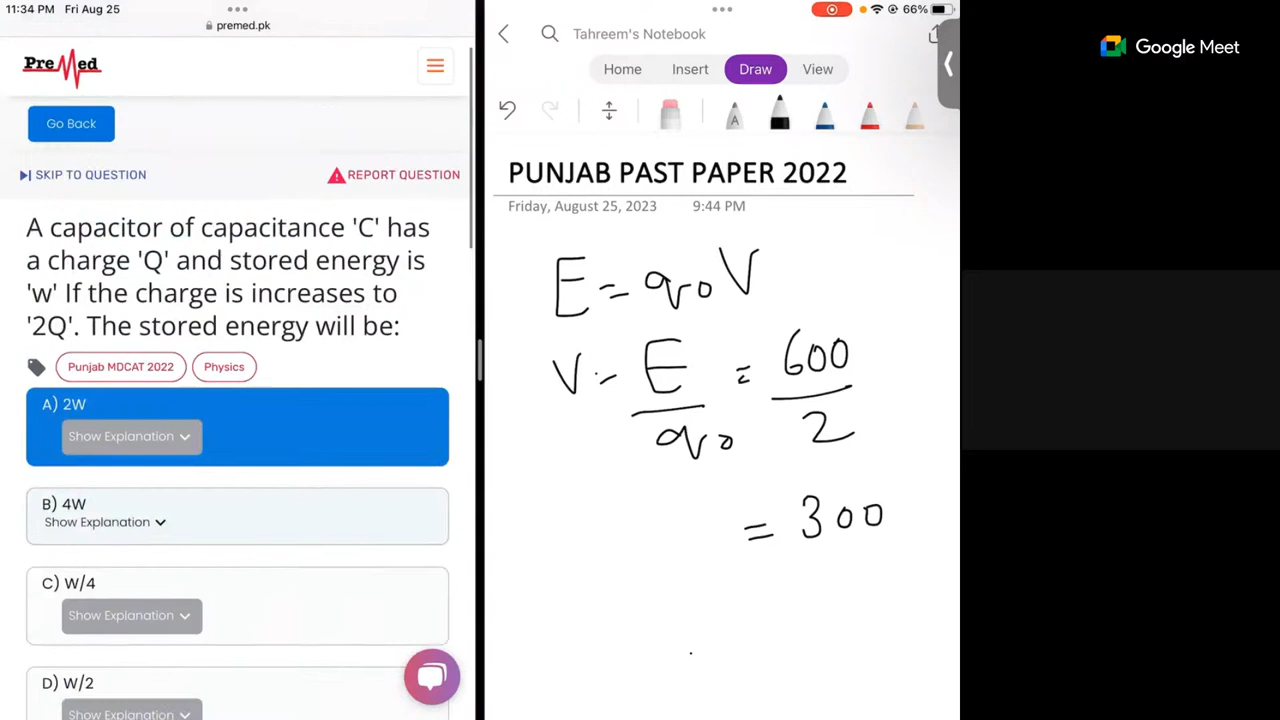 11:34 PM Fri Aug 25
premed.pk
PreMed
Go Back
SKIP TO QUESTION
REPORT QUESTION
A capacitor of capacitance 'C' has
a charge 'Q' and stored energy is
'w' If the charge is increases to
'2Q'. The stored energy will be:
Punjab MDCAT 2022
Physics
A) 2W
Show Explanation
B) 4W
Show Explanation
C) W/4
Show Explanation
D) W/2
Show Explanation
66%
Tahreem's Notebook
Home Insert Draw View
A
PUNJAB PAST PAPER 2022
Friday, August 25, 2023 9:44 PM
E = q₀V
V = E/q₀ = 600/2
= 300
Google Meet